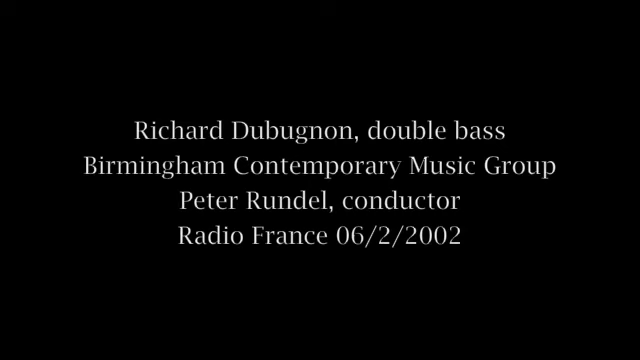 Richard Dubugnon, double bass
Birmingham Contemporary Music Group
Peter Rundel, conductor
Radio France 06/2/2002